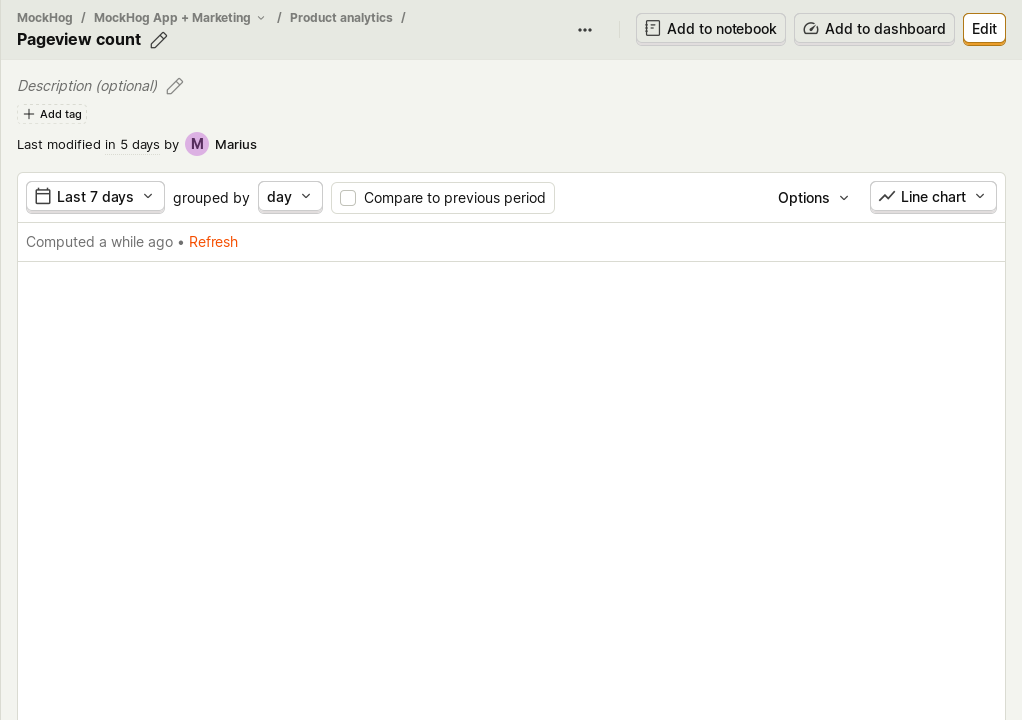 MockHog / MockHog App + Marketing / Product analytics /
Pageview count
Add to notebook
Add to dashboard
Edit
Description (optional)
Add tag
Last modified in 5 days by M Marius
Last 7 days grouped by day Compare to previous period Options Line chart
Computed a while ago • Refresh